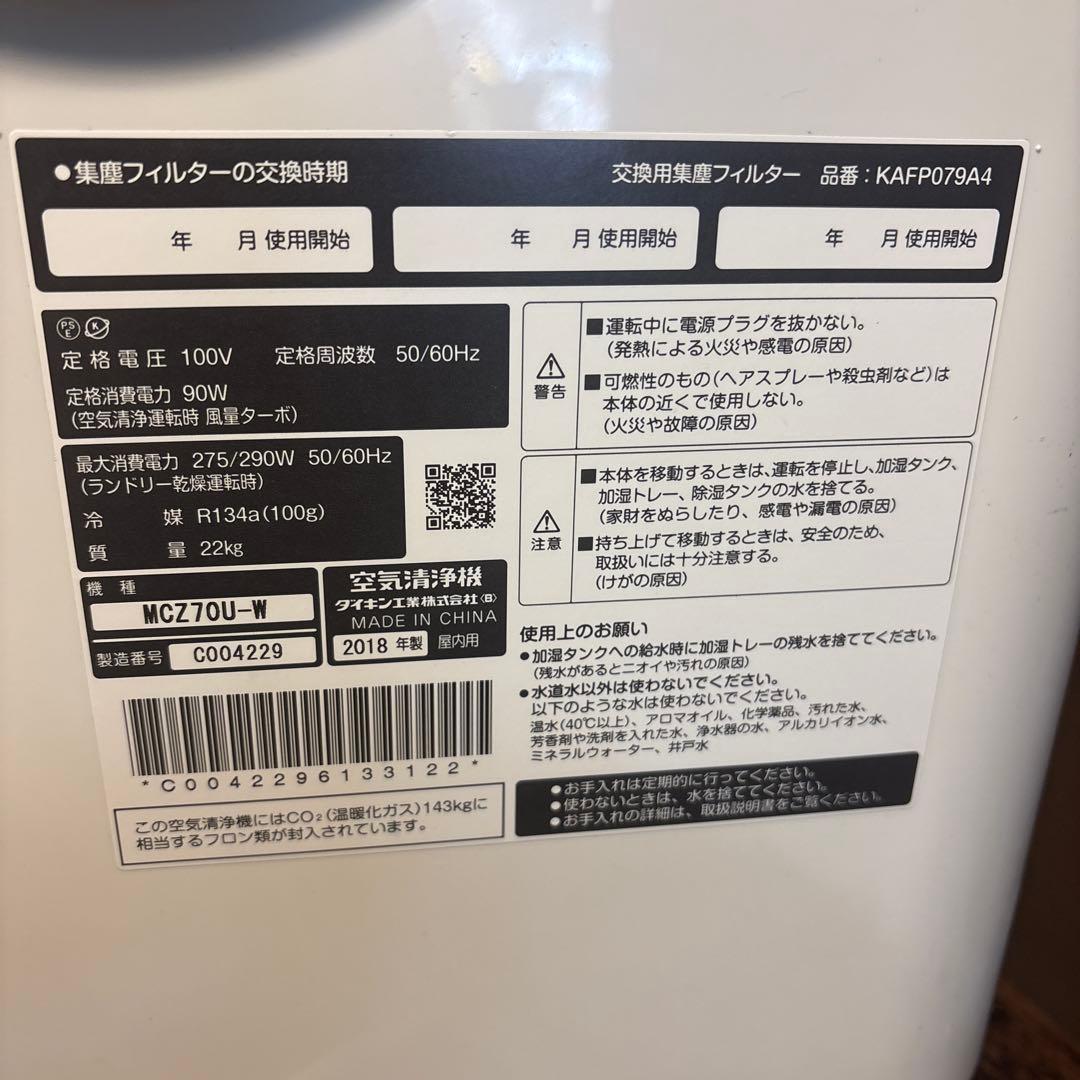 ●集塵フィルターの交換時期
交換用集塵フィルター 品番：KAFP079A4
年 月 使用開始
年 月 使用開始
年 月 使用開始
PS E K
定格電圧 100V 定格周波数 50/60Hz
定格消費電力 90W
(空気清浄運転時 風量ターボ)
最大消費電力 275/290W 50/60Hz
(ランドリー乾燥運転時)
冷 媒 R134a(100g)
質 量 22kg
機種
MCZ70U-W
製造番号 C004229
空気清浄機
ダイキン工業株式会社〈B〉
MADE IN CHINA
2018 年製 屋内用
*C0042296133122*
この空気清浄機にはCO₂(温暖化ガス)143kgに
相当するフロン類が封入されています。
警告
■運転中に電源プラグを抜かない。
(発熱による火災や感電の原因)
■可燃性のもの(ヘアスプレーや殺虫剤など)は
本体の近くで使用しない。
(火災や故障の原因)
注意
■本体を移動するときは、運転を停止し、加湿タンク、
加湿トレー、除湿タンクの水を捨てる。
(家財をぬらしたり、感電や漏電の原因)
■持ち上げて移動するときは、安全のため、
取扱いには十分注意する。
(けがの原因)
使用上のお願い
●加湿タンクへの給水時に加湿トレーの残水を捨ててください。
(残水があるとニオイや汚れの原因)
●水道水以外は使わないでください。
以下のような水は使わないでください。
温水(40℃以上)、アロマオイル、化学薬品、汚れた水、
芳香剤や洗剤を入れた水、浄水器の水、アルカリイオン水、
ミネラルウォーター、井戸水
●お手入れは定期的に行ってください。
●使わないときは、水を捨ててください。
●お手入れの詳細は、取扱説明書をご覧ください。